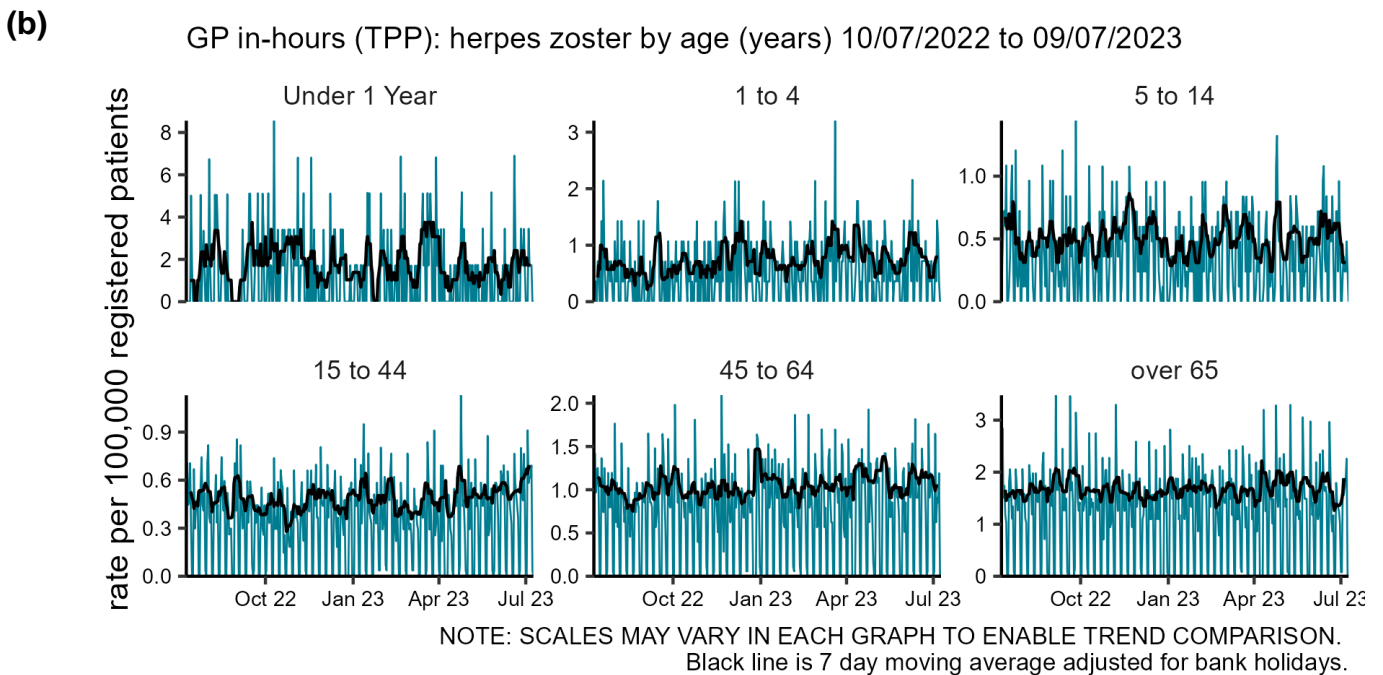 (b)
GP in-hours (TPP): herpes zoster by age (years) 10/07/2022 to 09/07/2023
rate per 100,000 registered patients
Under 1 Year
1 to 4
5 to 14
8
6
4
2
0
3
2
1
0
1.0
0.5
0.0
15 to 44
45 to 64
over 65
0.9
0.6
0.3
0.0
2.0
1.5
1.0
0.5
0.0
3
2
1
0
Oct 22 Jan 23 Apr 23 Jul 23
Oct 22 Jan 23 Apr 23 Jul 23
Oct 22 Jan 23 Apr 23 Jul 23
NOTE: SCALES MAY VARY IN EACH GRAPH TO ENABLE TREND COMPARISON.
Black line is 7 day moving average adjusted for bank holidays.